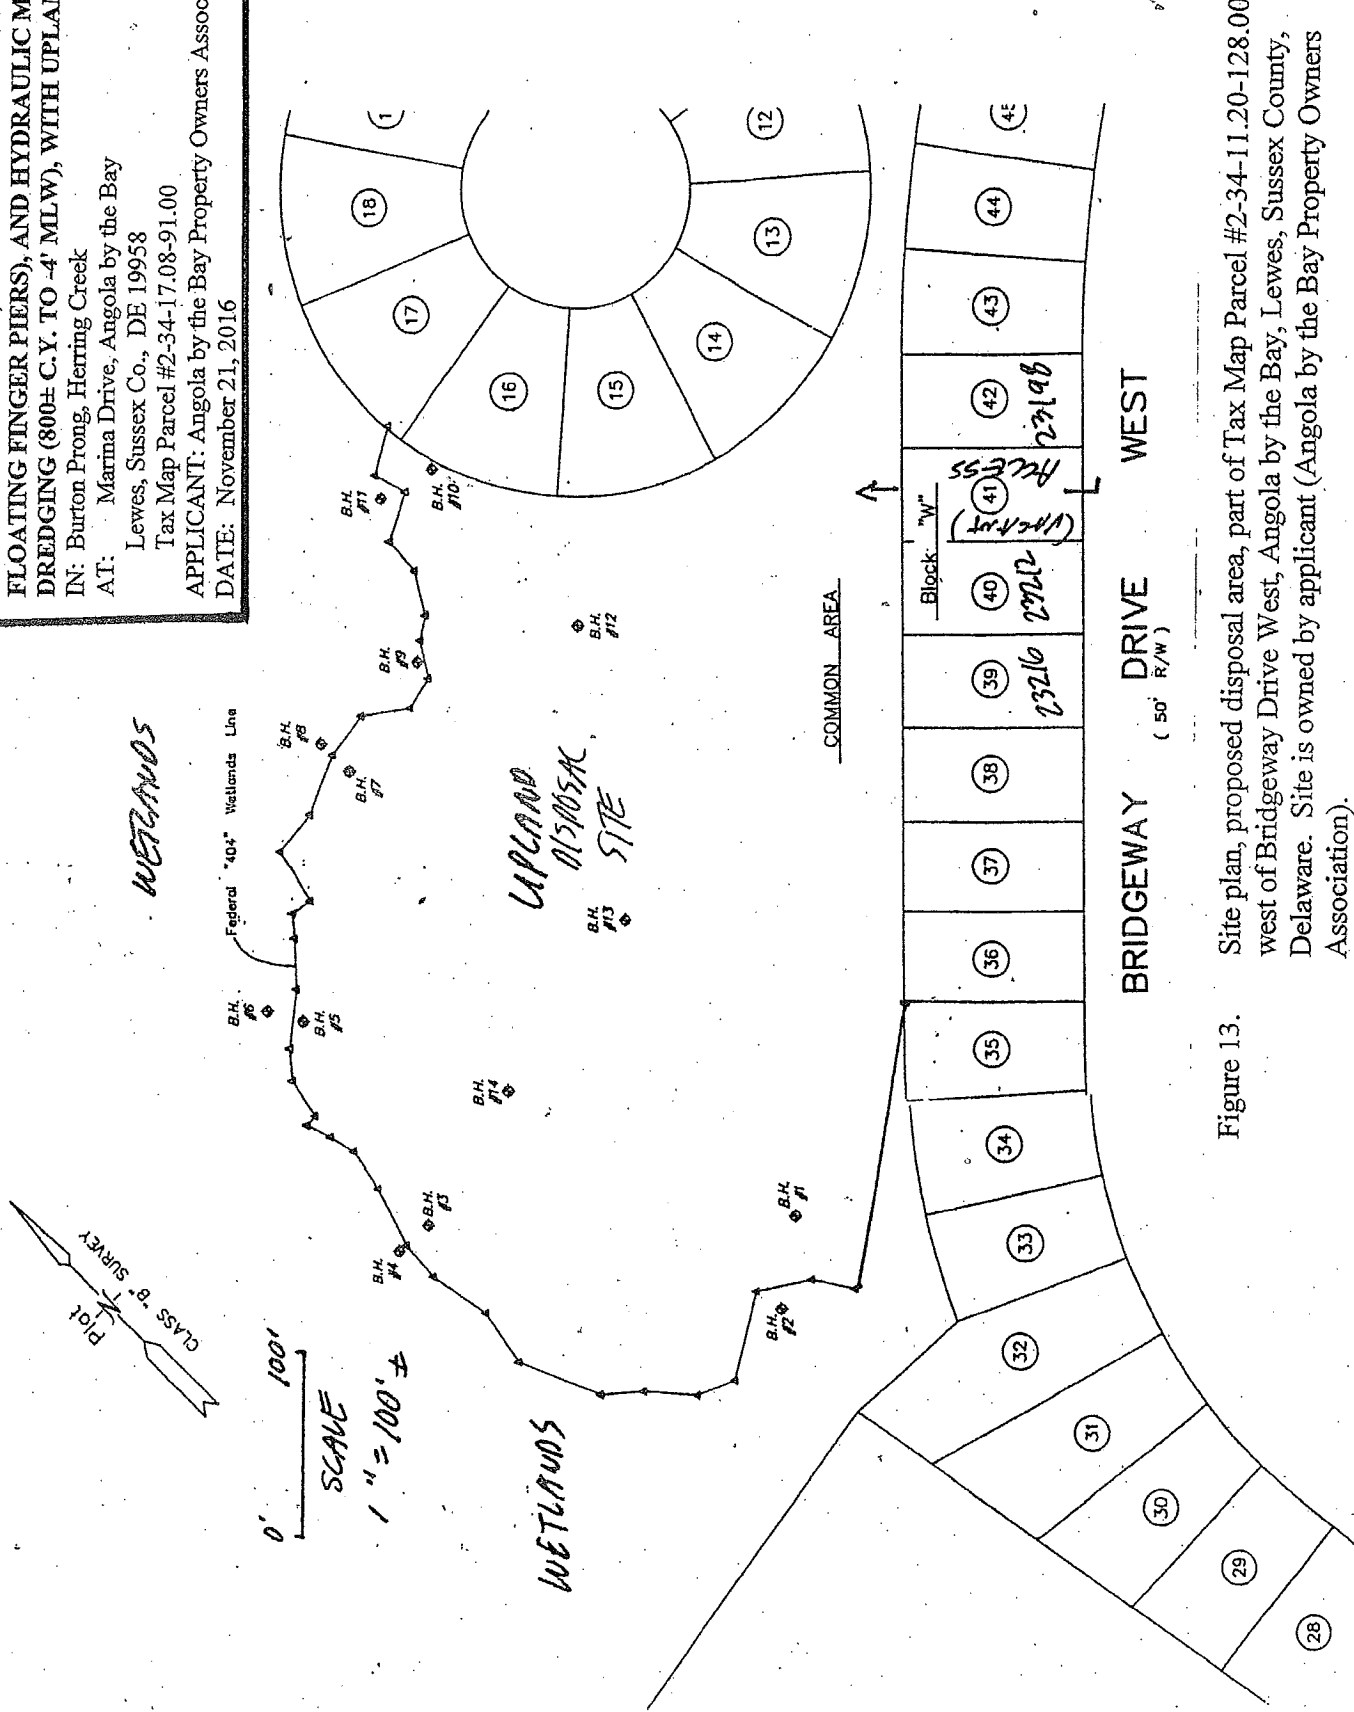 FLOATING FINGER PIERS), AND HYDRAULIC M
DREDGING (800± C.Y. TO -4' MLW), WITH UPLA
IN: Burton Prong, Herring Creek
AT: Marina Drive, Angola by the Bay
Lewes, Sussex Co., DE 19958
Tax Map Parcel #2-34-17.08-91.00
APPLICANT: Angola by the Bay Property Owners Assoc
DATE: November 21, 2016
Plat
N
CLASS "B" SURVEY
0' 100'
SCALE
1" = 100' ±
WETLANDS
WETLANDS
Federal "404" Wetlands Line
B.H. #1
B.H. #2
B.H. #3
B.H. #4
B.H. #5
B.H. #6
B.H. #7
B.H. #8
B.H. #9
B.H. #10
B.H. #11
B.H. #12
B.H. #13
B.H. #14
UPLAND
DISPOSAL
SITE
COMMON AREA
1
18
17
16
15
14
13
12
Block "W"
28
29
30
31
32
33
34
35
36
37
38
39
23216
40
23212
41
(VACANT)
ACCESS
42
23198
43
44
45
BRIDGEWAY DRIVE WEST
( 50' R/W )
Figure 13. Site plan, proposed disposal area, part of Tax Map Parcel #2-34-11.20-128.00
west of Bridgeway Drive West, Angola by the Bay, Lewes, Sussex County,
Delaware. Site is owned by applicant (Angola by the Bay Property Owners
Association).